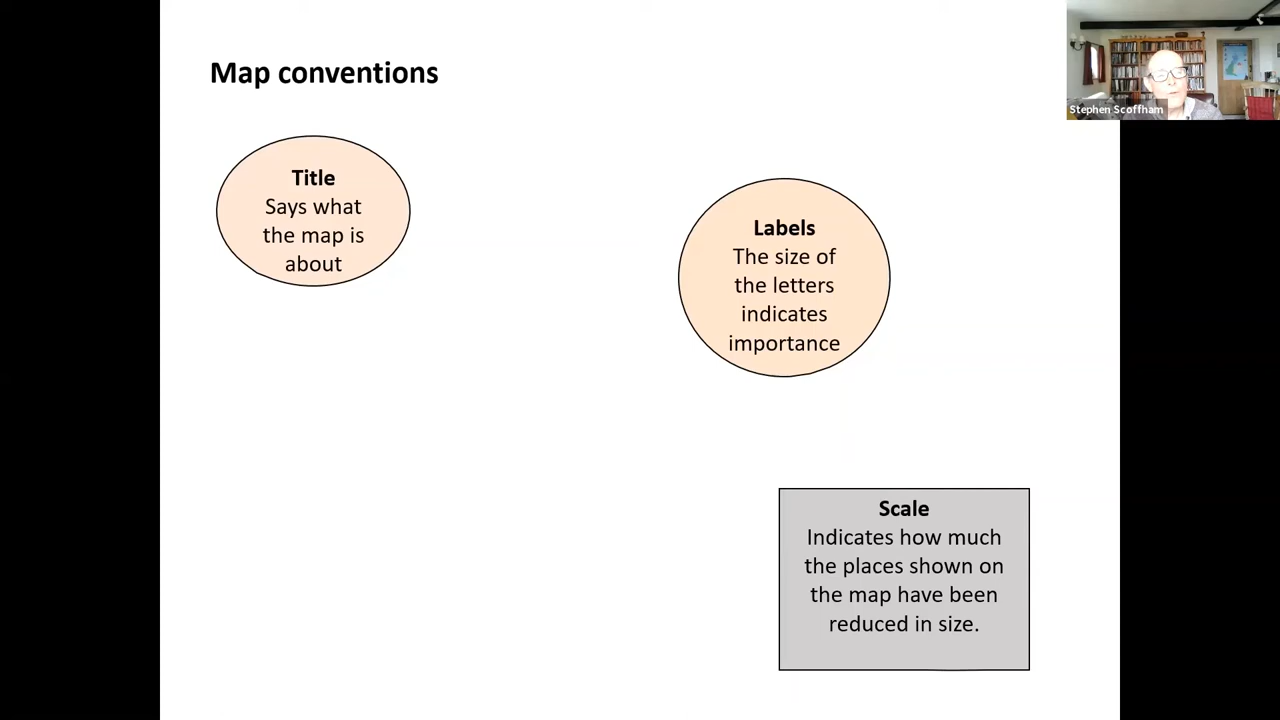 Map conventions
Stephen Scoffham
Title
Says what
the map is
about
Labels
The size of
the letters
indicates
importance
Scale
Indicates how much
the places shown on
the map have been
reduced in size.